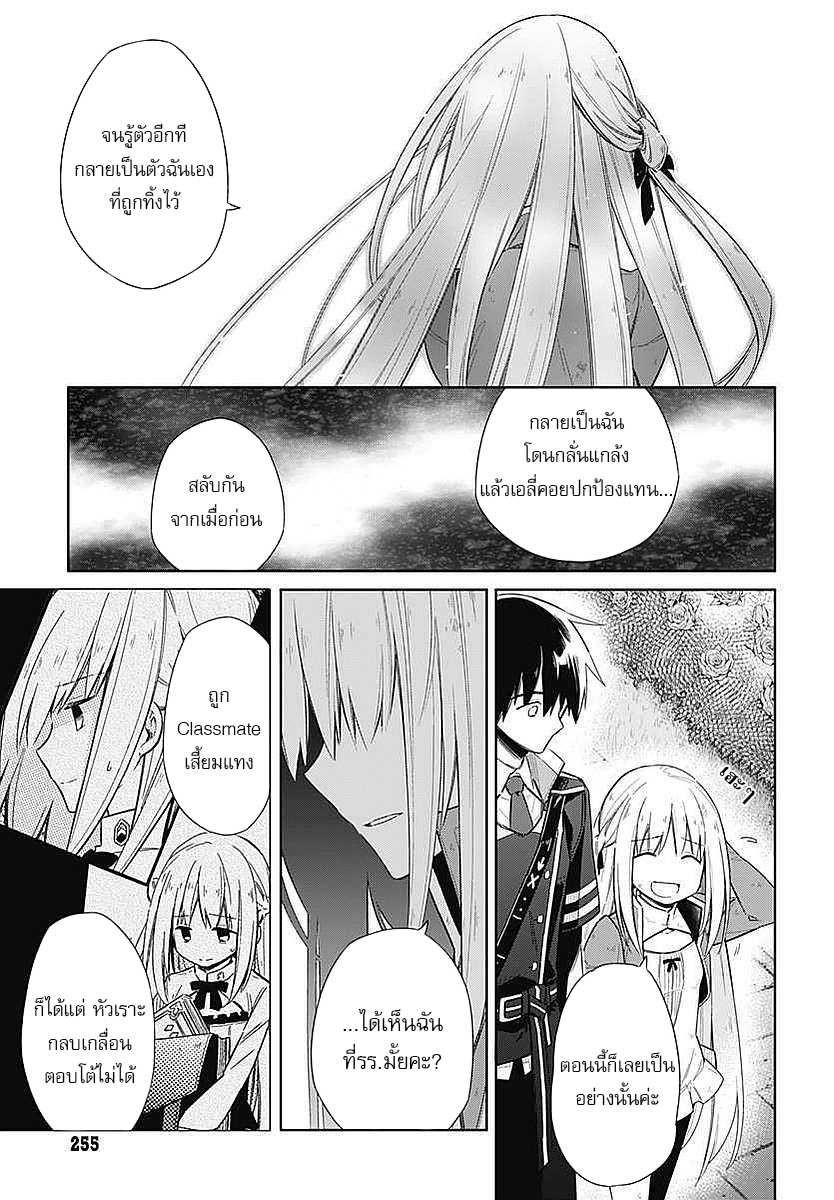 จนรู้ตัวอีกที
กลายเป็นตัวฉันเอง
ที่ถูกทิ้งไว้
กลายเป็นฉัน
โดนกลั่นแกล้ง
แล้วเอลี่คอยปกป้องแทน...
สลับกัน
จากเมื่อก่อน
แฮะๆ
ตอนนี้ก็เลยเป็น
อย่างนั้นค่ะ
...ได้เห็นฉัน
ที่รร.มั้ยคะ?
ถูก
Classmate
เสี้ยมแทง
ก็ได้แต่ หัวเราะ
กลบเกลื่อน
ตอบโต้ไม่ได้
255